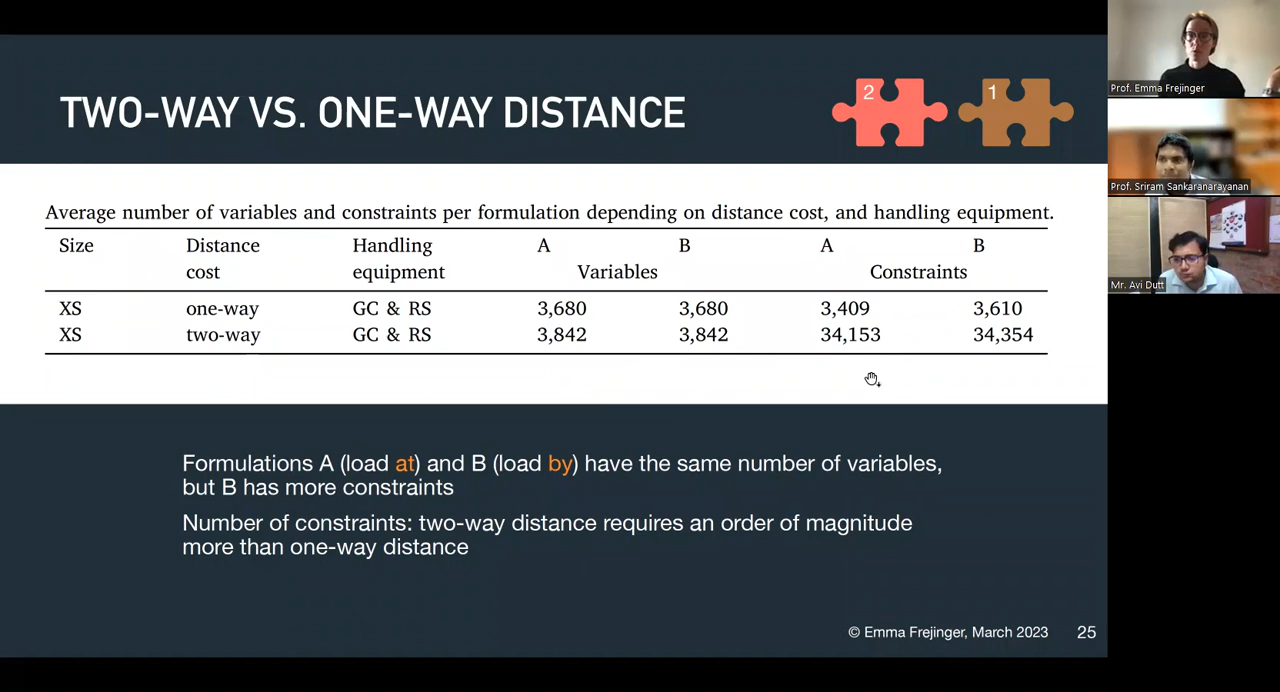 TWO-WAY VS. ONE-WAY DISTANCE
2
1
Average number of variables and constraints per formulation depending on distance cost, and handling equipment.
Size Distance Handling A B A B
cost equipment Variables Constraints
XS one-way GC & RS 3,680 3,680 3,409 3,610
XS two-way GC & RS 3,842 3,842 34,153 34,354
Formulations A (load at) and B (load by) have the same number of variables,
but B has more constraints
Number of constraints: two-way distance requires an order of magnitude
more than one-way distance
© Emma Frejinger, March 2023 25
Prof. Emma Frejinger
Prof. Sriram Sankaranarayanan
Mr. Avi Dutt